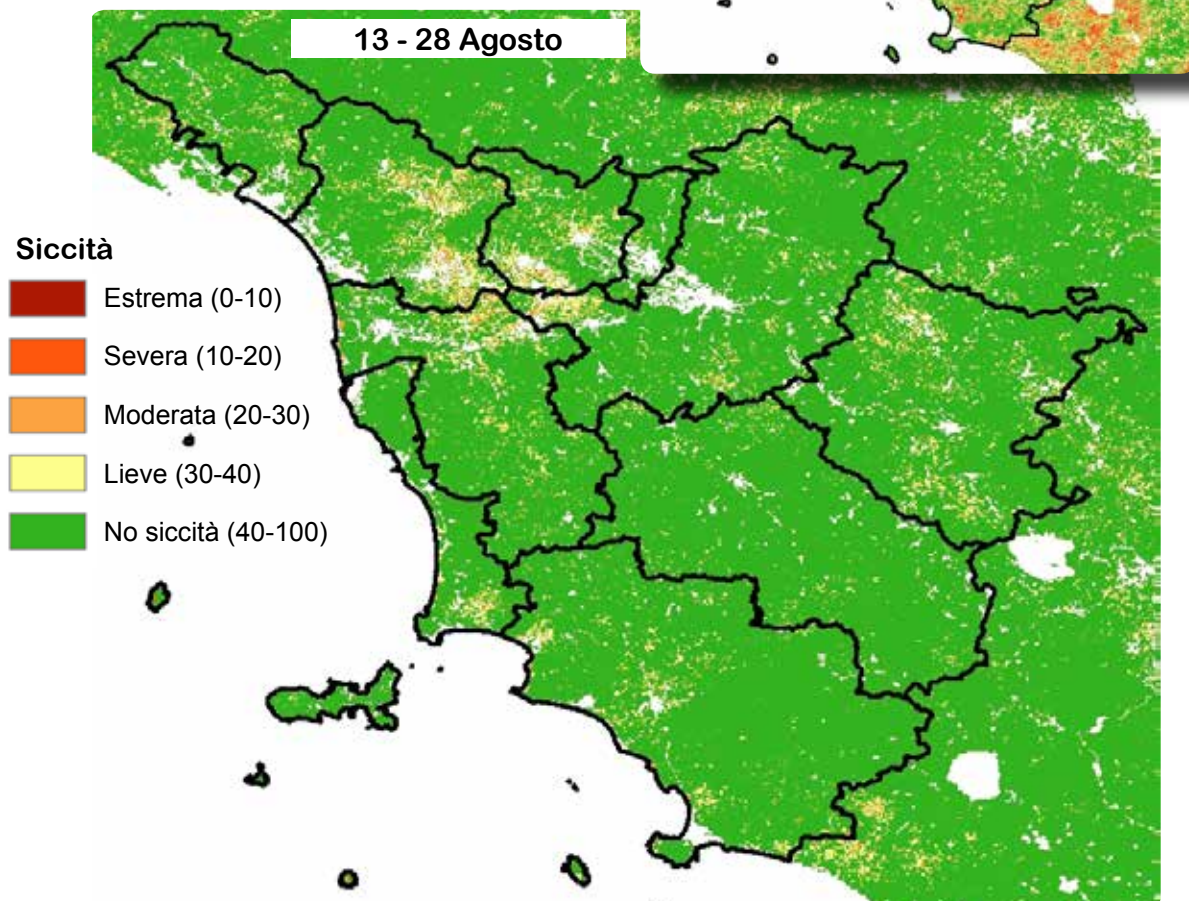 13 - 28 Agosto
Siccità
Estrema (0-10)
Severa (10-20)
Moderata (20-30)
Lieve (30-40)
No siccità (40-100)